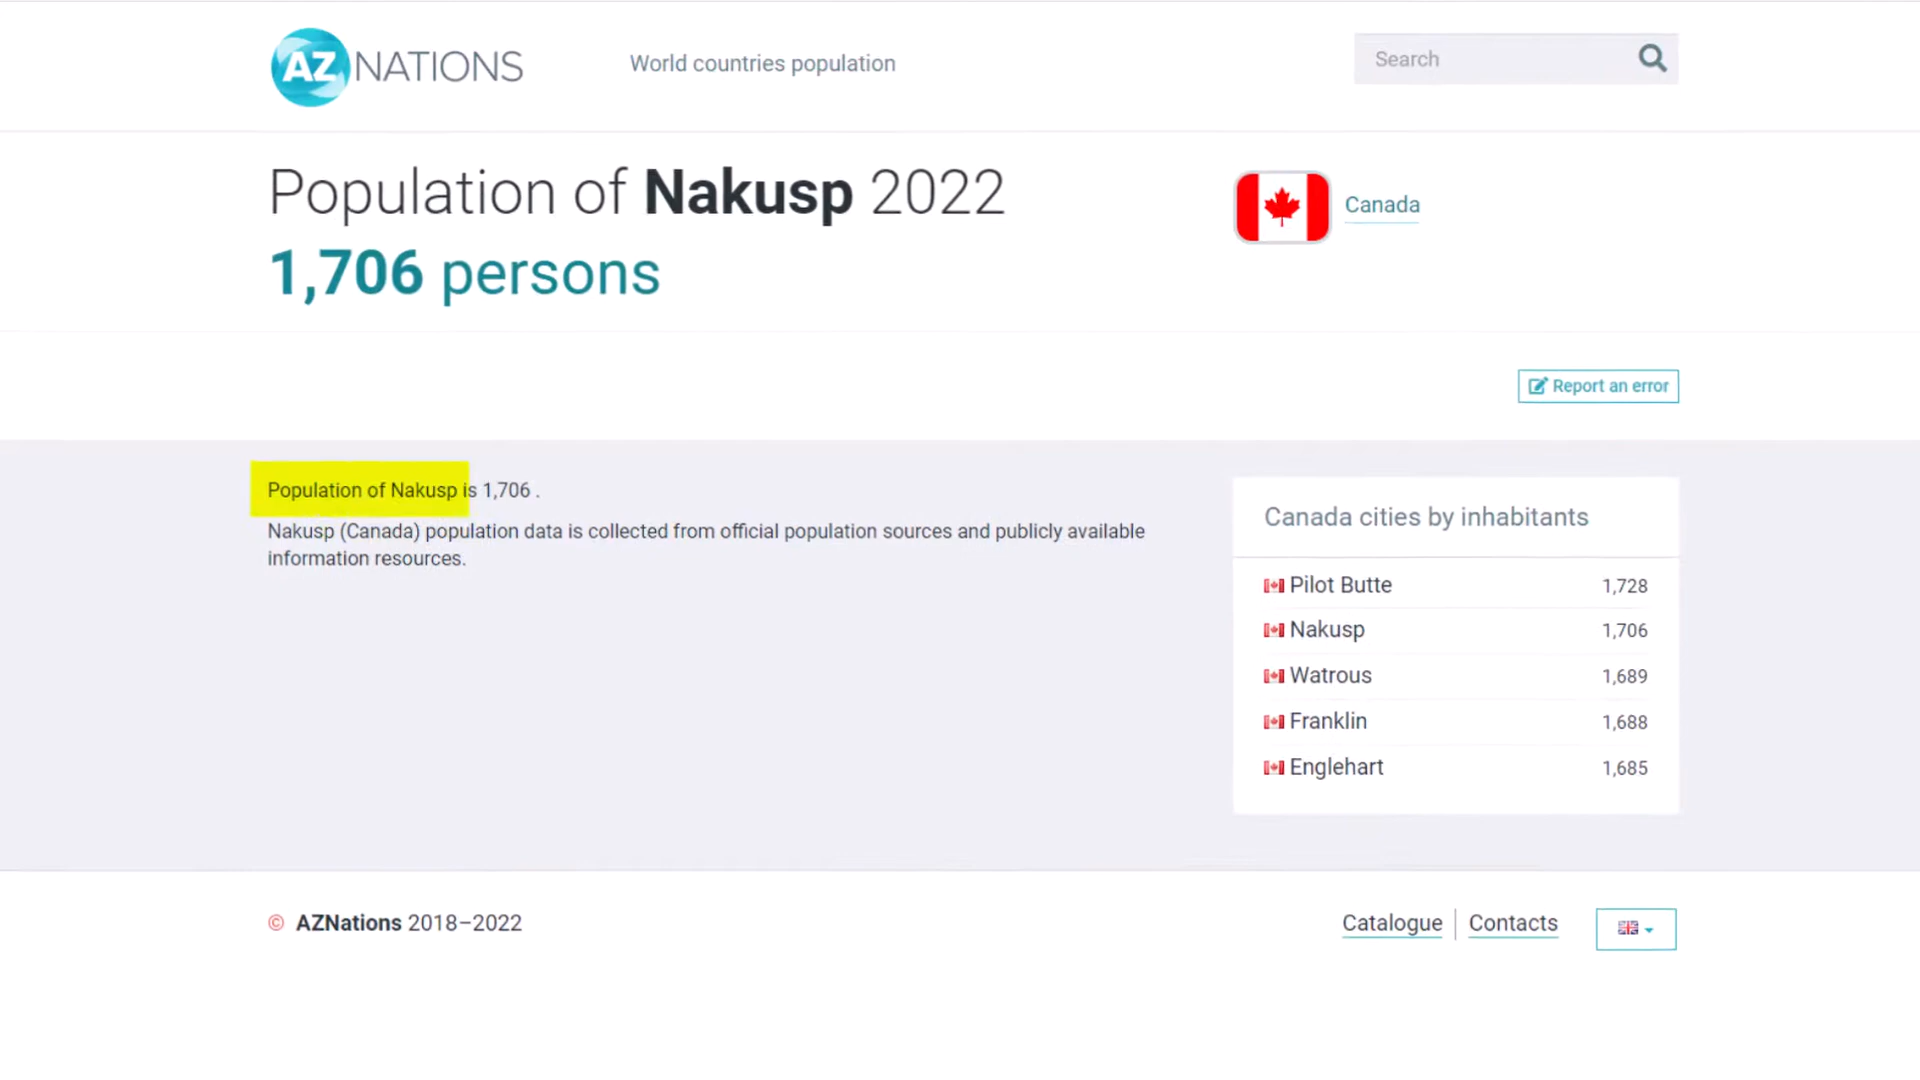 AZ NATIONS
World countries population
Search
Population of Nakusp 2022
1,706 persons
Canada
Report an error
Population of Nakusp is 1,706 .
Nakusp (Canada) population data is collected from official population sources and publicly available
information resources.
Canada cities by inhabitants
Pilot Butte 1,728
Nakusp 1,706
Watrous 1,689
Franklin 1,688
Englehart 1,685
© AZNations 2018–2022
Catalogue
Contacts